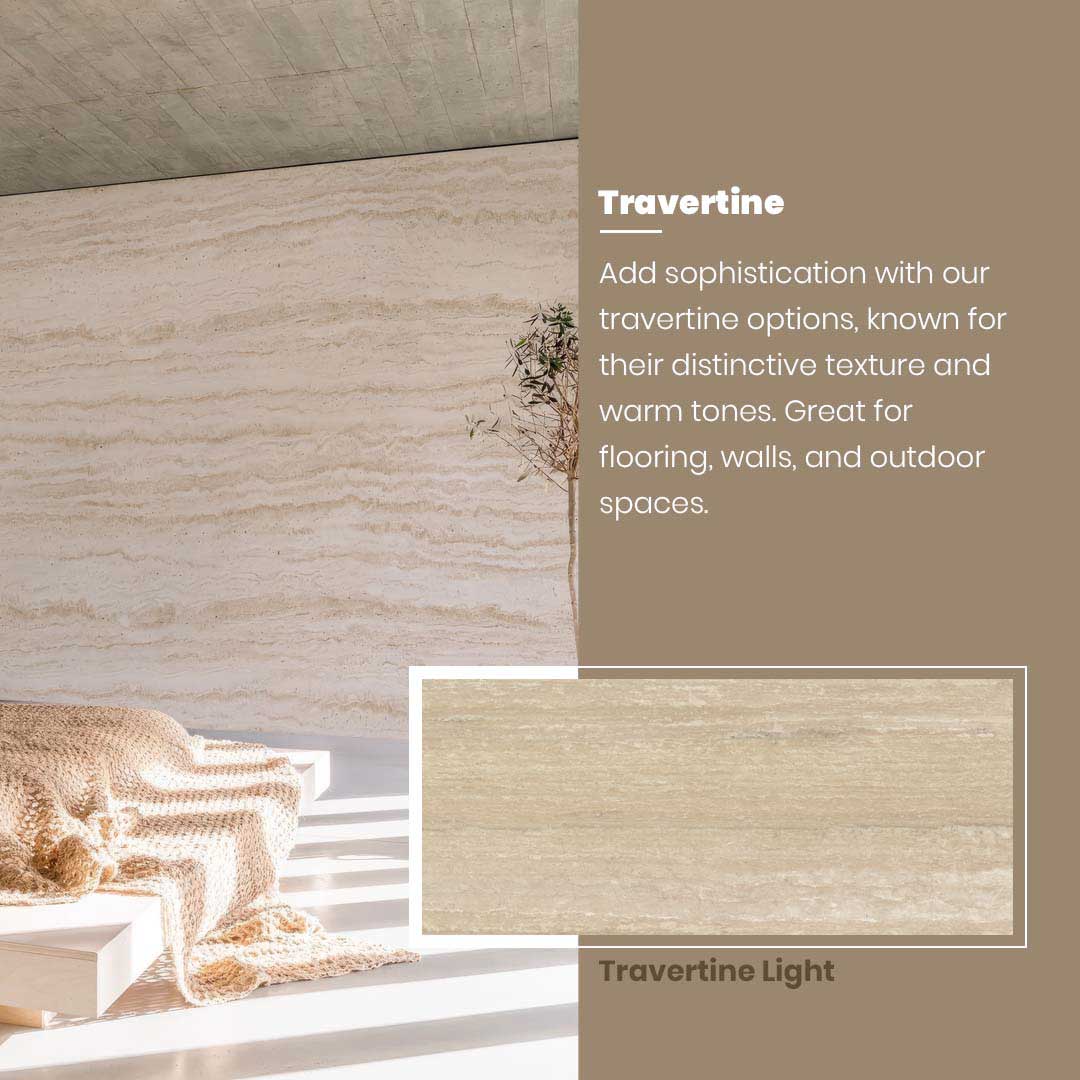 Travertine
Add sophistication with our
travertine options, known for
their distinctive texture and
warm tones. Great for
flooring, walls, and outdoor
spaces.
Travertine Light